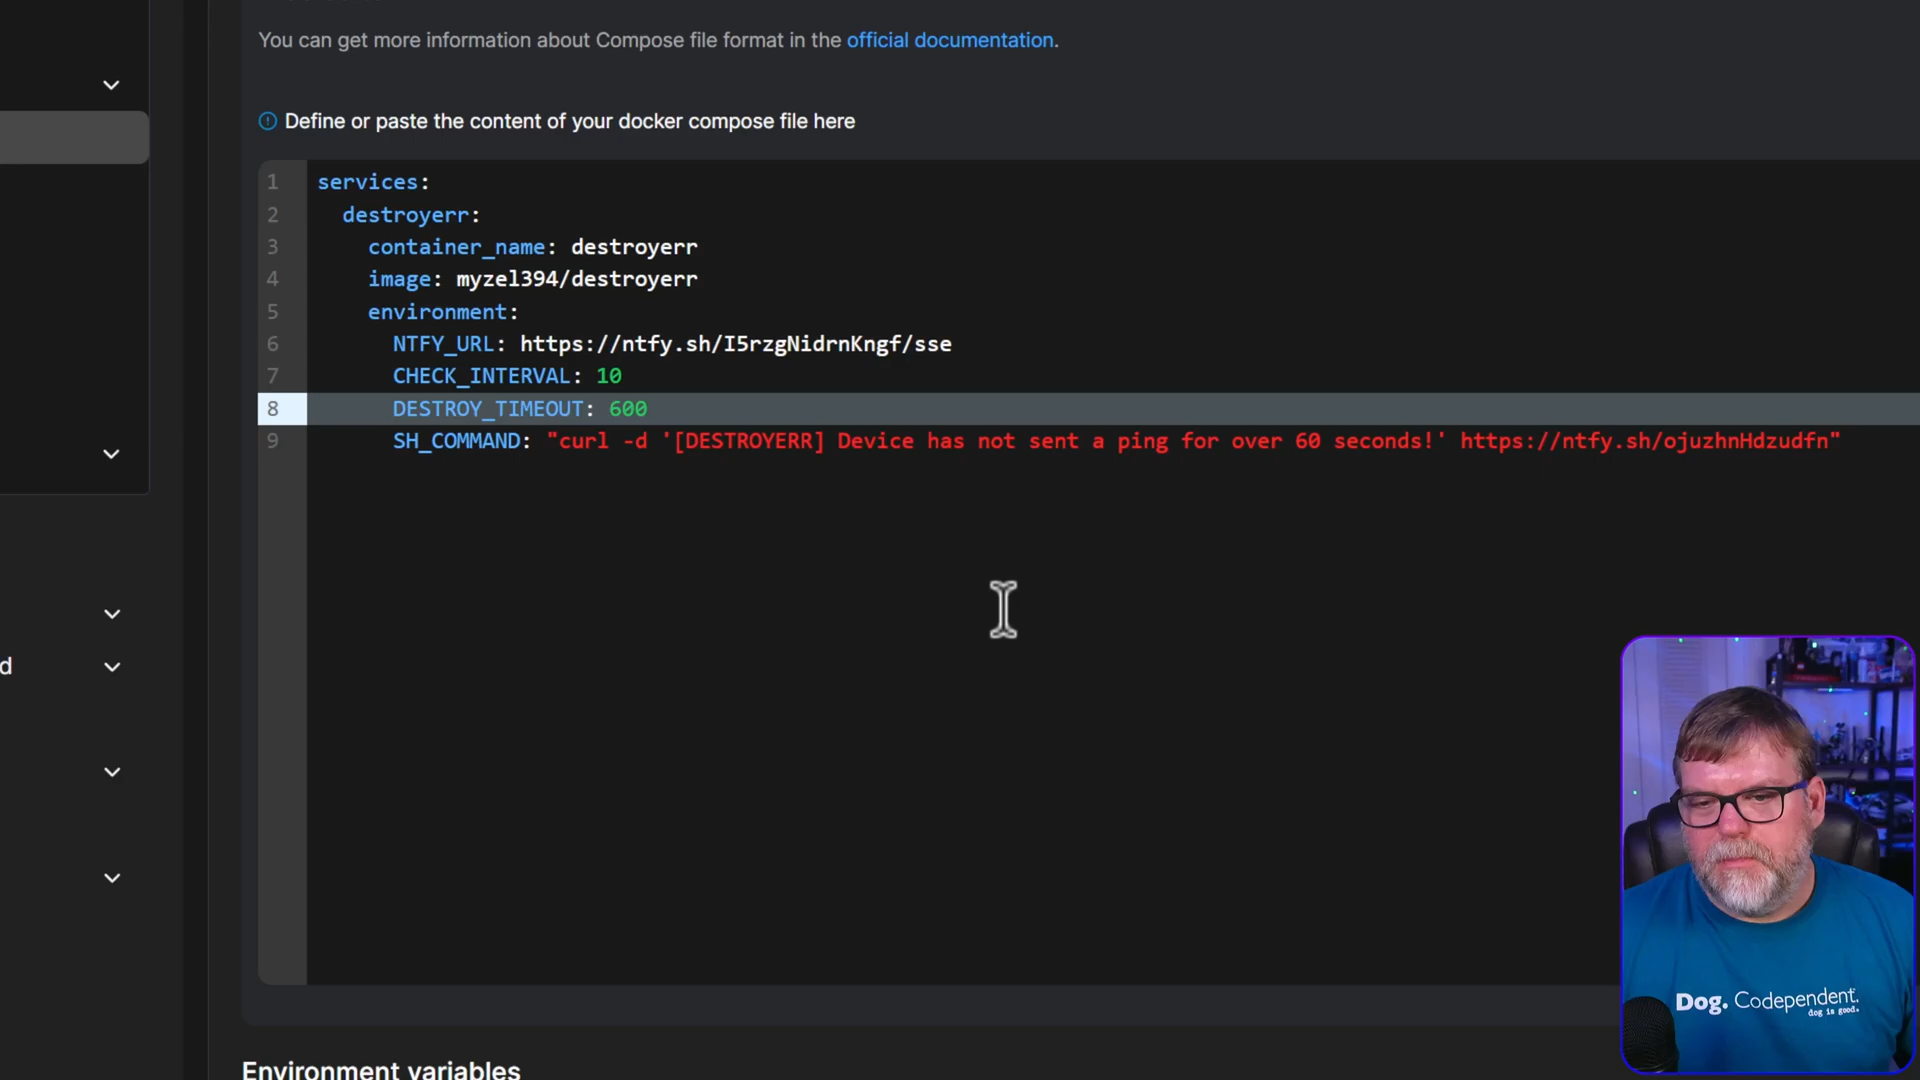 You can get more information about Compose file format in the official documentation.
Define or paste the content of your docker compose file here
1 services:
2 destroyerr:
3 container_name: destroyerr
4 image: myzel394/destroyerr
5 environment:
6 NTFY_URL: https://ntfy.sh/I5rzgNidrnKngf/sse
7 CHECK_INTERVAL: 10
8 DESTROY_TIMEOUT: 600
9 SH_COMMAND: "curl -d '[DESTROYERR] Device has not sent a ping for over 60 seconds!' https://ntfy.sh/ojuzhnHdzudfn"
d
Dog. Codependent.
dog is good.
Environment variables